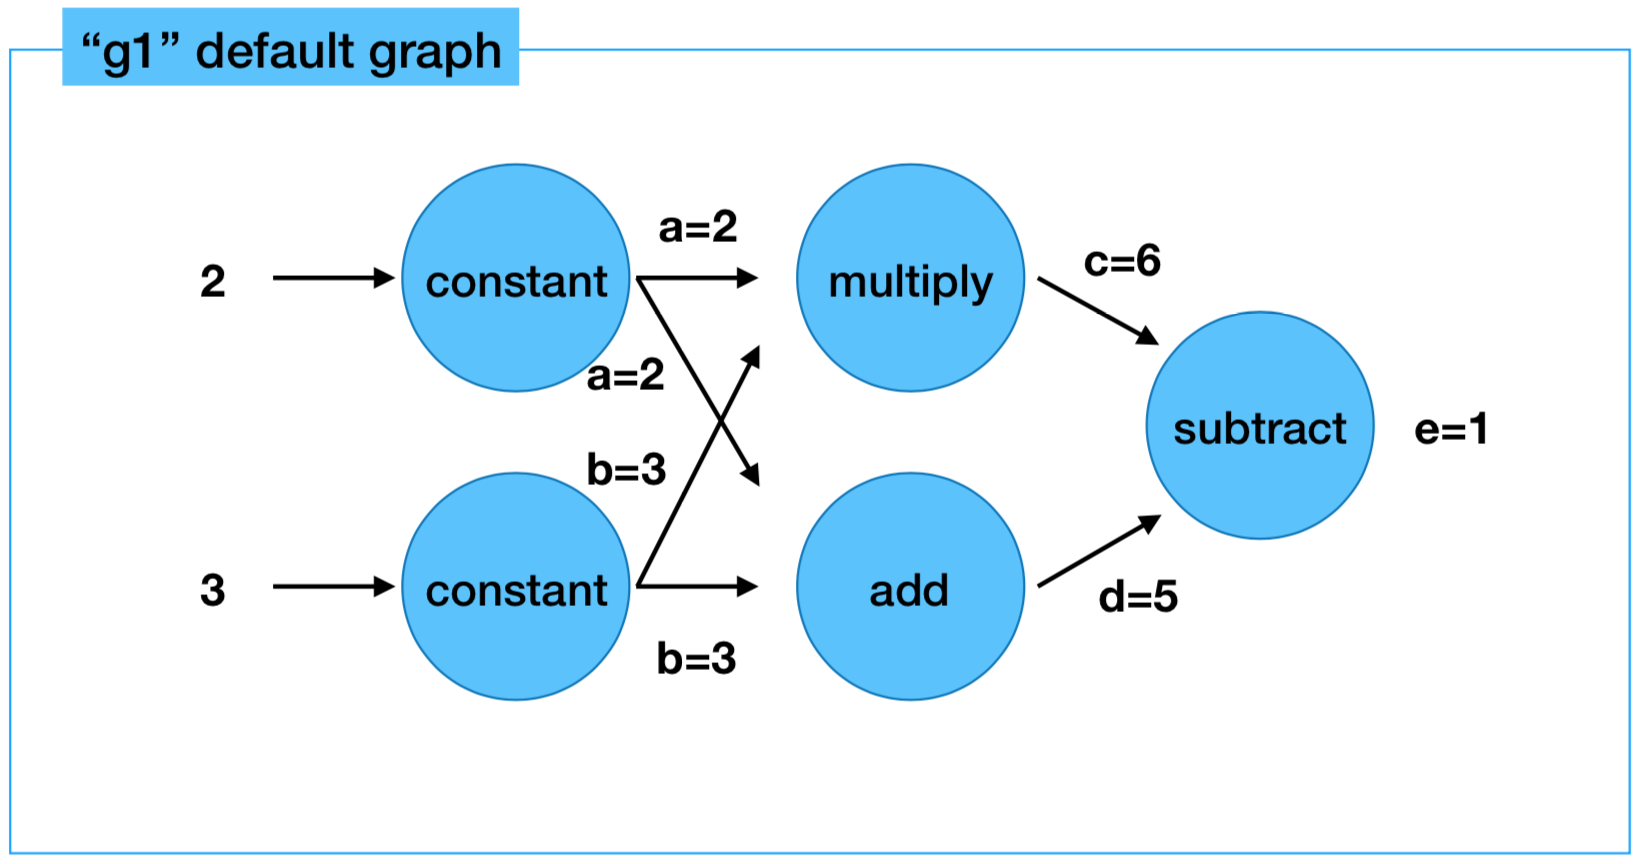 “g1” default graph
a=2
2
constant
multiply
c=6
a=2
subtract
e=1
b=3
3
constant
add
d=5
b=3